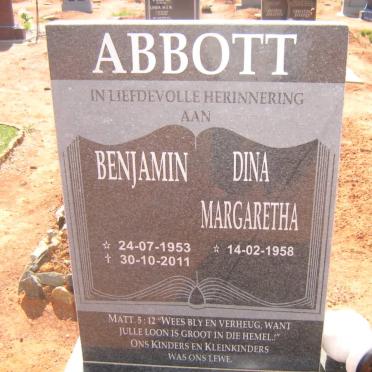 ABBOTT
IN LIEFDEVOLLE HERINNERING
AAN
BENJAMIN DINA
MARGARETHA
☆ 24-07-1953 ☆ 14-02-1958
† 30-10-2011
MATT. 5 : 12 "WEES BLY EN VERHEUG, WANT
JULLE LOON IS GROOT IN DIE HEMEL.:"
ONS KINDERS EN KLEINKINDERS
WAS ONS LEWE.